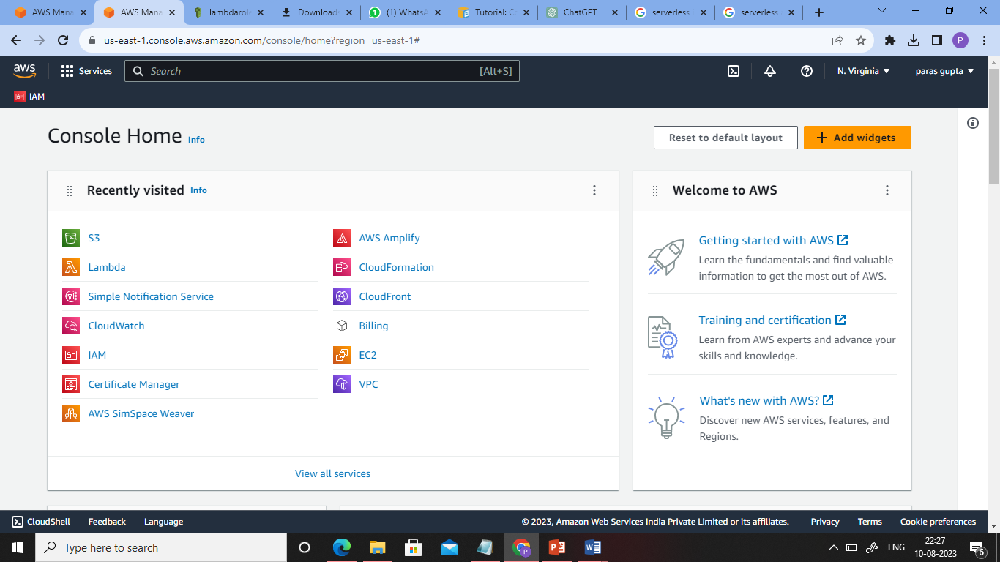 AWS Mana
AWS Mana
lambdarole
Downloads
(1) WhatsA
Tutorial: Co
ChatGPT
serverless
serverless
us-east-1.console.aws.amazon.com/console/home?region=us-east-1#
P
aws
Services
Search
[Alt+S]
N. Virginia
paras gupta
IAM
Console Home
Info
Reset to default layout
Add widgets
Recently visited
Info
S3
Lambda
Simple Notification Service
CloudWatch
IAM
Certificate Manager
AWS SimSpace Weaver
AWS Amplify
CloudFormation
CloudFront
Billing
EC2
VPC
View all services
Welcome to AWS
Getting started with AWS
Learn the fundamentals and find valuable
information to get the most out of AWS.
Training and certification
Learn from AWS experts and advance your
skills and knowledge.
What's new with AWS?
Discover new AWS services, features, and
Regions.
CloudShell
Feedback
Language
© 2023, Amazon Web Services India Private Limited or its affiliates.
Privacy
Terms
Cookie preferences
Type here to search
P
ENG
22:27
10-08-2023
6